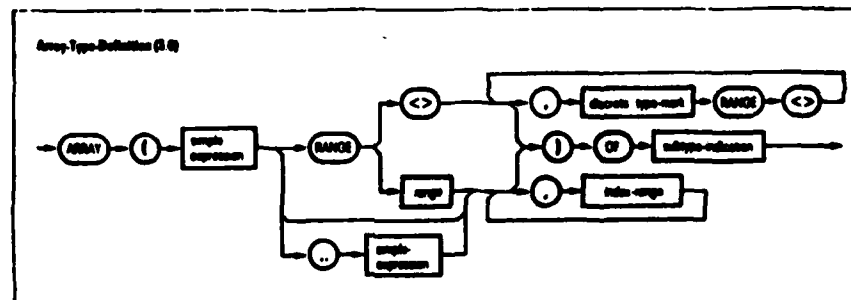 Array-Type-Definition (3.6)
<>
, discrete type-mark RANGE <>
ARRAY ( simple expression RANGE ) OF subtype-indication
range , index-range
.. simple-expression